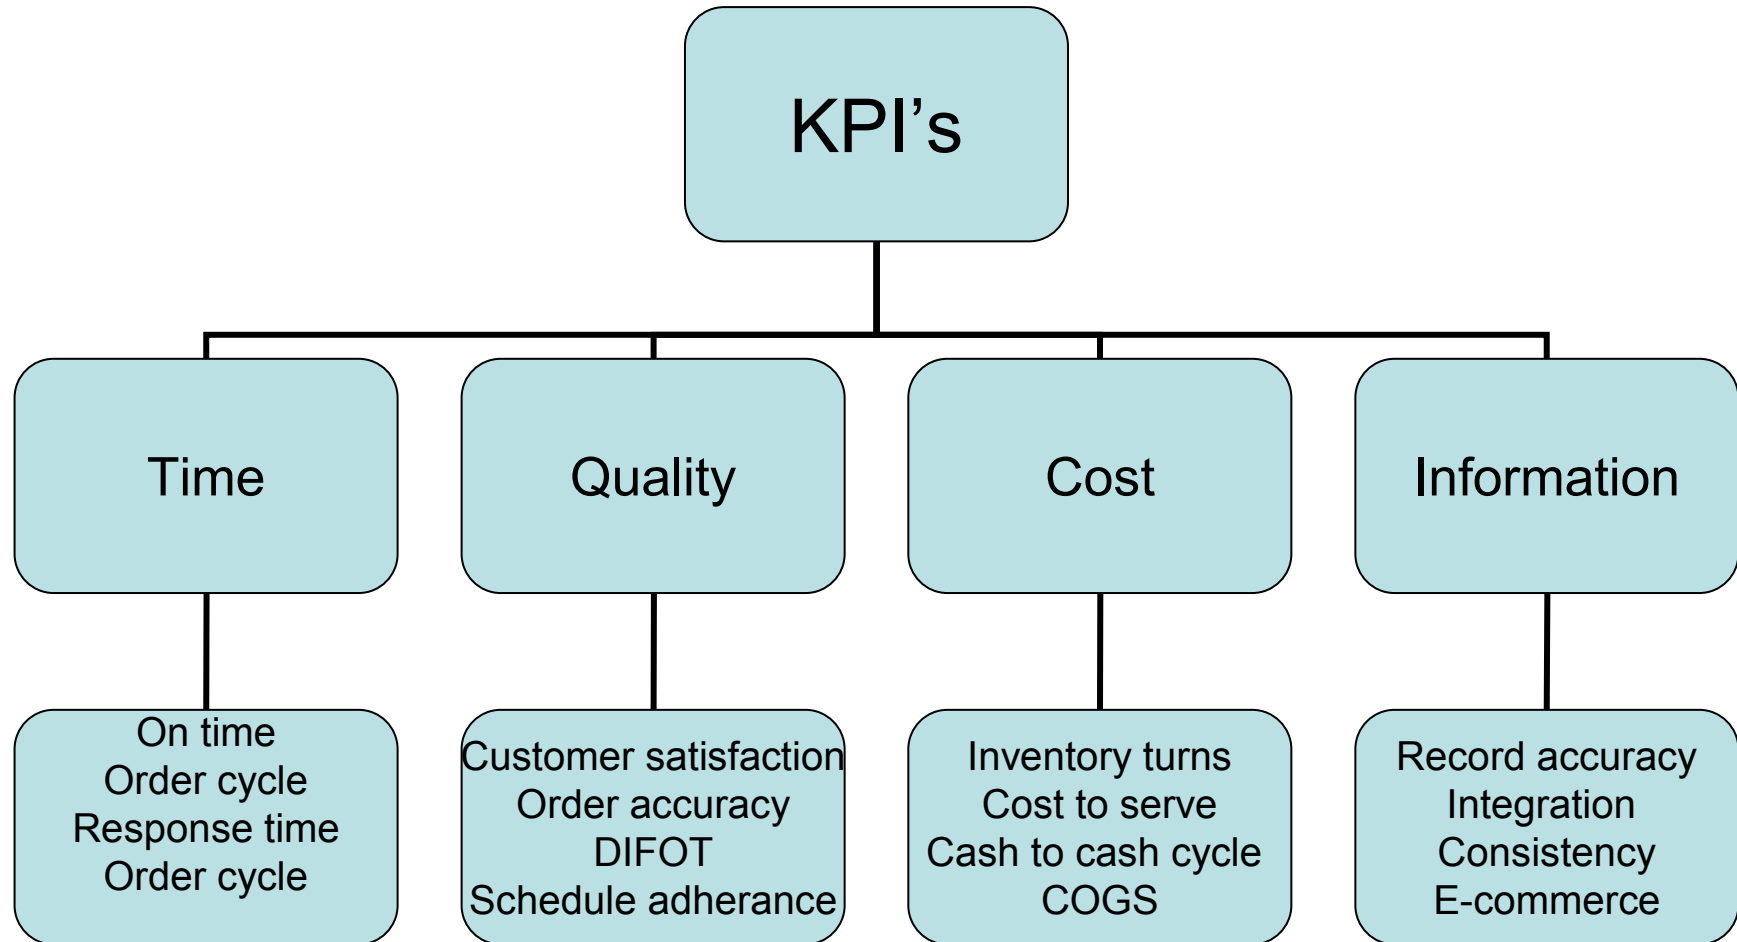 KPI’s
Time
Quality
Cost
Information
On time
Order cycle
Response time
Order cycle
Customer satisfaction
Order accuracy
DIFOT
Schedule adherance
Inventory turns
Cost to serve
Cash to cash cycle
COGS
Record accuracy
Integration
Consistency
E-commerce